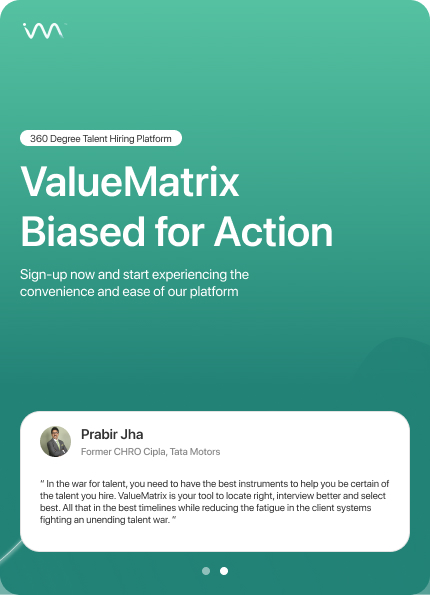 360 Degree Talent Hiring Platform
ValueMatrix
Biased for Action
Sign-up now and start experiencing the
convenience and ease of our platform
Prabir Jha
Former CHRO Cipla, Tata Motors
“ In the war for talent, you need to have the best instruments to help you be certain of
the talent you hire. ValueMatrix is your tool to locate right, interview better and select
best. All that in the best timelines while reducing the fatigue in the client systems
fighting an unending talent war. ”